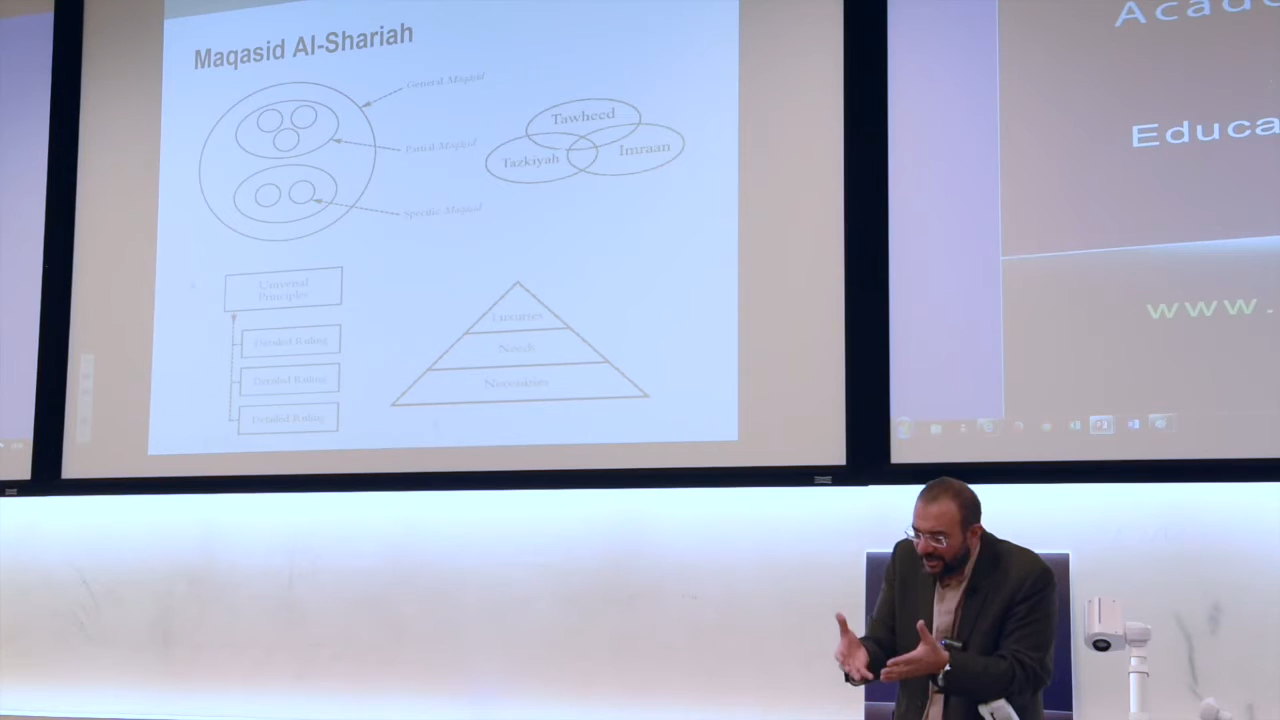 Maqasid Al-Shariah
General Maqasid
Partial Maqasid
Specific Maqasid
Tawheed
Tazkiyah
Imraan
Universal
Principles
Detailed Ruling
Detailed Ruling
Detailed Ruling
Luxuries
Needs
Necessities
Acad
Educa
www.